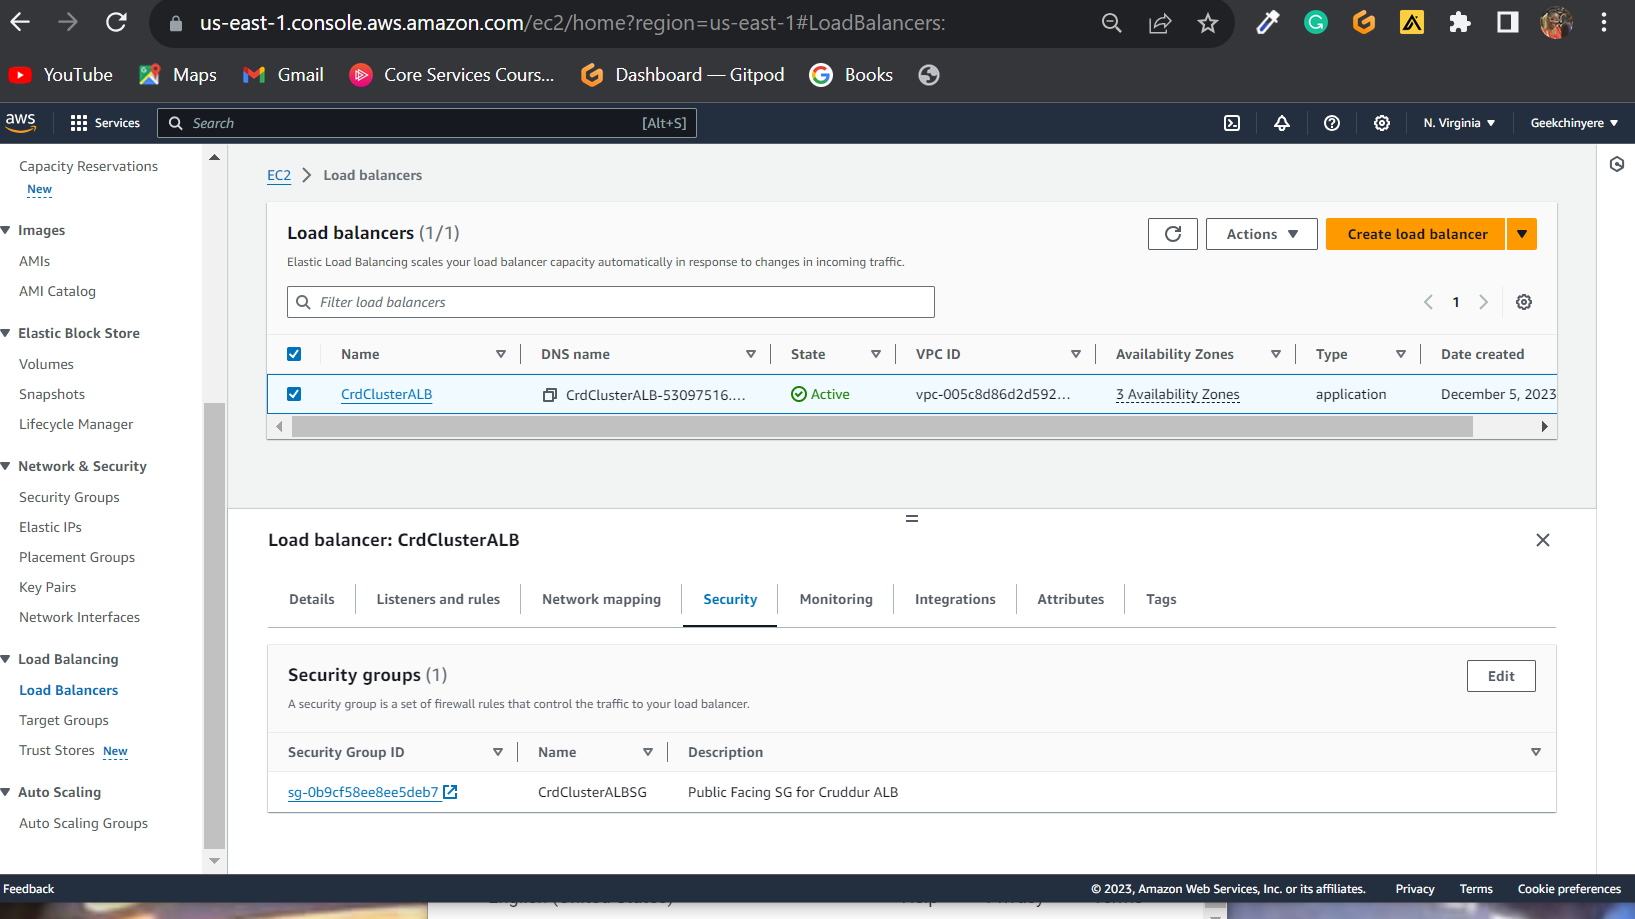 us-east-1.console.aws.amazon.com/ec2/home?region=us-east-1#LoadBalancers:
YouTube Maps Gmail Core Services Cours... Dashboard — Gitpod Books
aws Services Search [Alt+S] N. Virginia Geekchinyere
Capacity Reservations
New
Images
AMIs
AMI Catalog
Elastic Block Store
Volumes
Snapshots
Lifecycle Manager
Network & Security
Security Groups
Elastic IPs
Placement Groups
Key Pairs
Network Interfaces
Load Balancing
Load Balancers
Target Groups
Trust Stores New
Auto Scaling
Auto Scaling Groups
EC2 Load balancers
Load balancers (1/1)
Actions Create load balancer
Elastic Load Balancing scales your load balancer capacity automatically in response to changes in incoming traffic.
Filter load balancers
1
Name DNS name State VPC ID Availability Zones Type Date created
CrdClusterALB CrdClusterALB-53097516.... Active vpc-005c8d86d2d592... 3 Availability Zones application December 5, 2023
Load balancer: CrdClusterALB
Details Listeners and rules Network mapping Security Monitoring Integrations Attributes Tags
Security groups (1)
Edit
A security group is a set of firewall rules that control the traffic to your load balancer.
Security Group ID Name Description
sg-0b9cf58ee8ee5deb7 CrdClusterALBSG Public Facing SG for Cruddur ALB
Feedback © 2023, Amazon Web Services, Inc. or its affiliates. Privacy Terms Cookie preferences